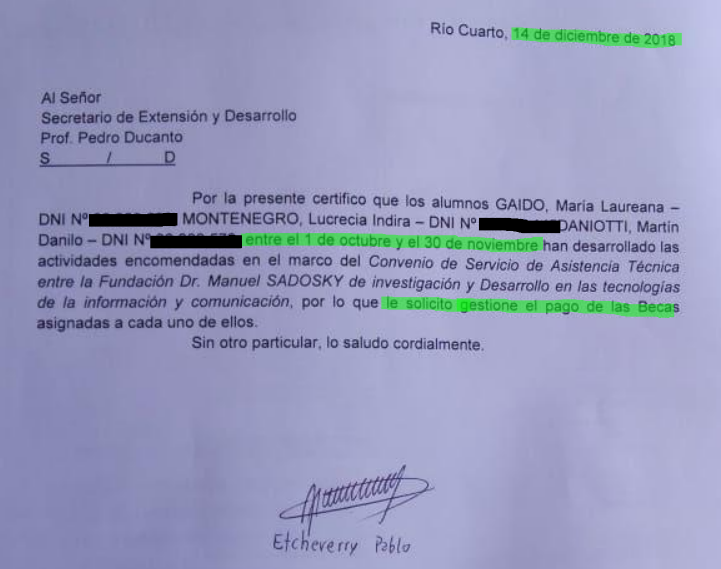 Río Cuarto, 14 de diciembre de 2018
Al Señor
Secretario de Extensión y Desarrollo
Prof. Pedro Ducanto
S / D
Por la presente certifico que los alumnos GAIDO, María Laureana –
DNI Nº MONTENEGRO, Lucrecia Indira – DNI Nº DANIOTTI, Martín
Danilo – DNI Nº entre el 1 de octubre y el 30 de noviembre han desarrollado las
actividades encomendadas en el marco del Convenio de Servicio de Asistencia Técnica
entre la Fundación Dr. Manuel SADOSKY de investigación y Desarrollo en las tecnologías
de la información y comunicación, por lo que le solicito gestione el pago de las Becas
asignadas a cada uno de ellos.
Sin otro particular, lo saludo cordialmente.
Etcheverry Pablo